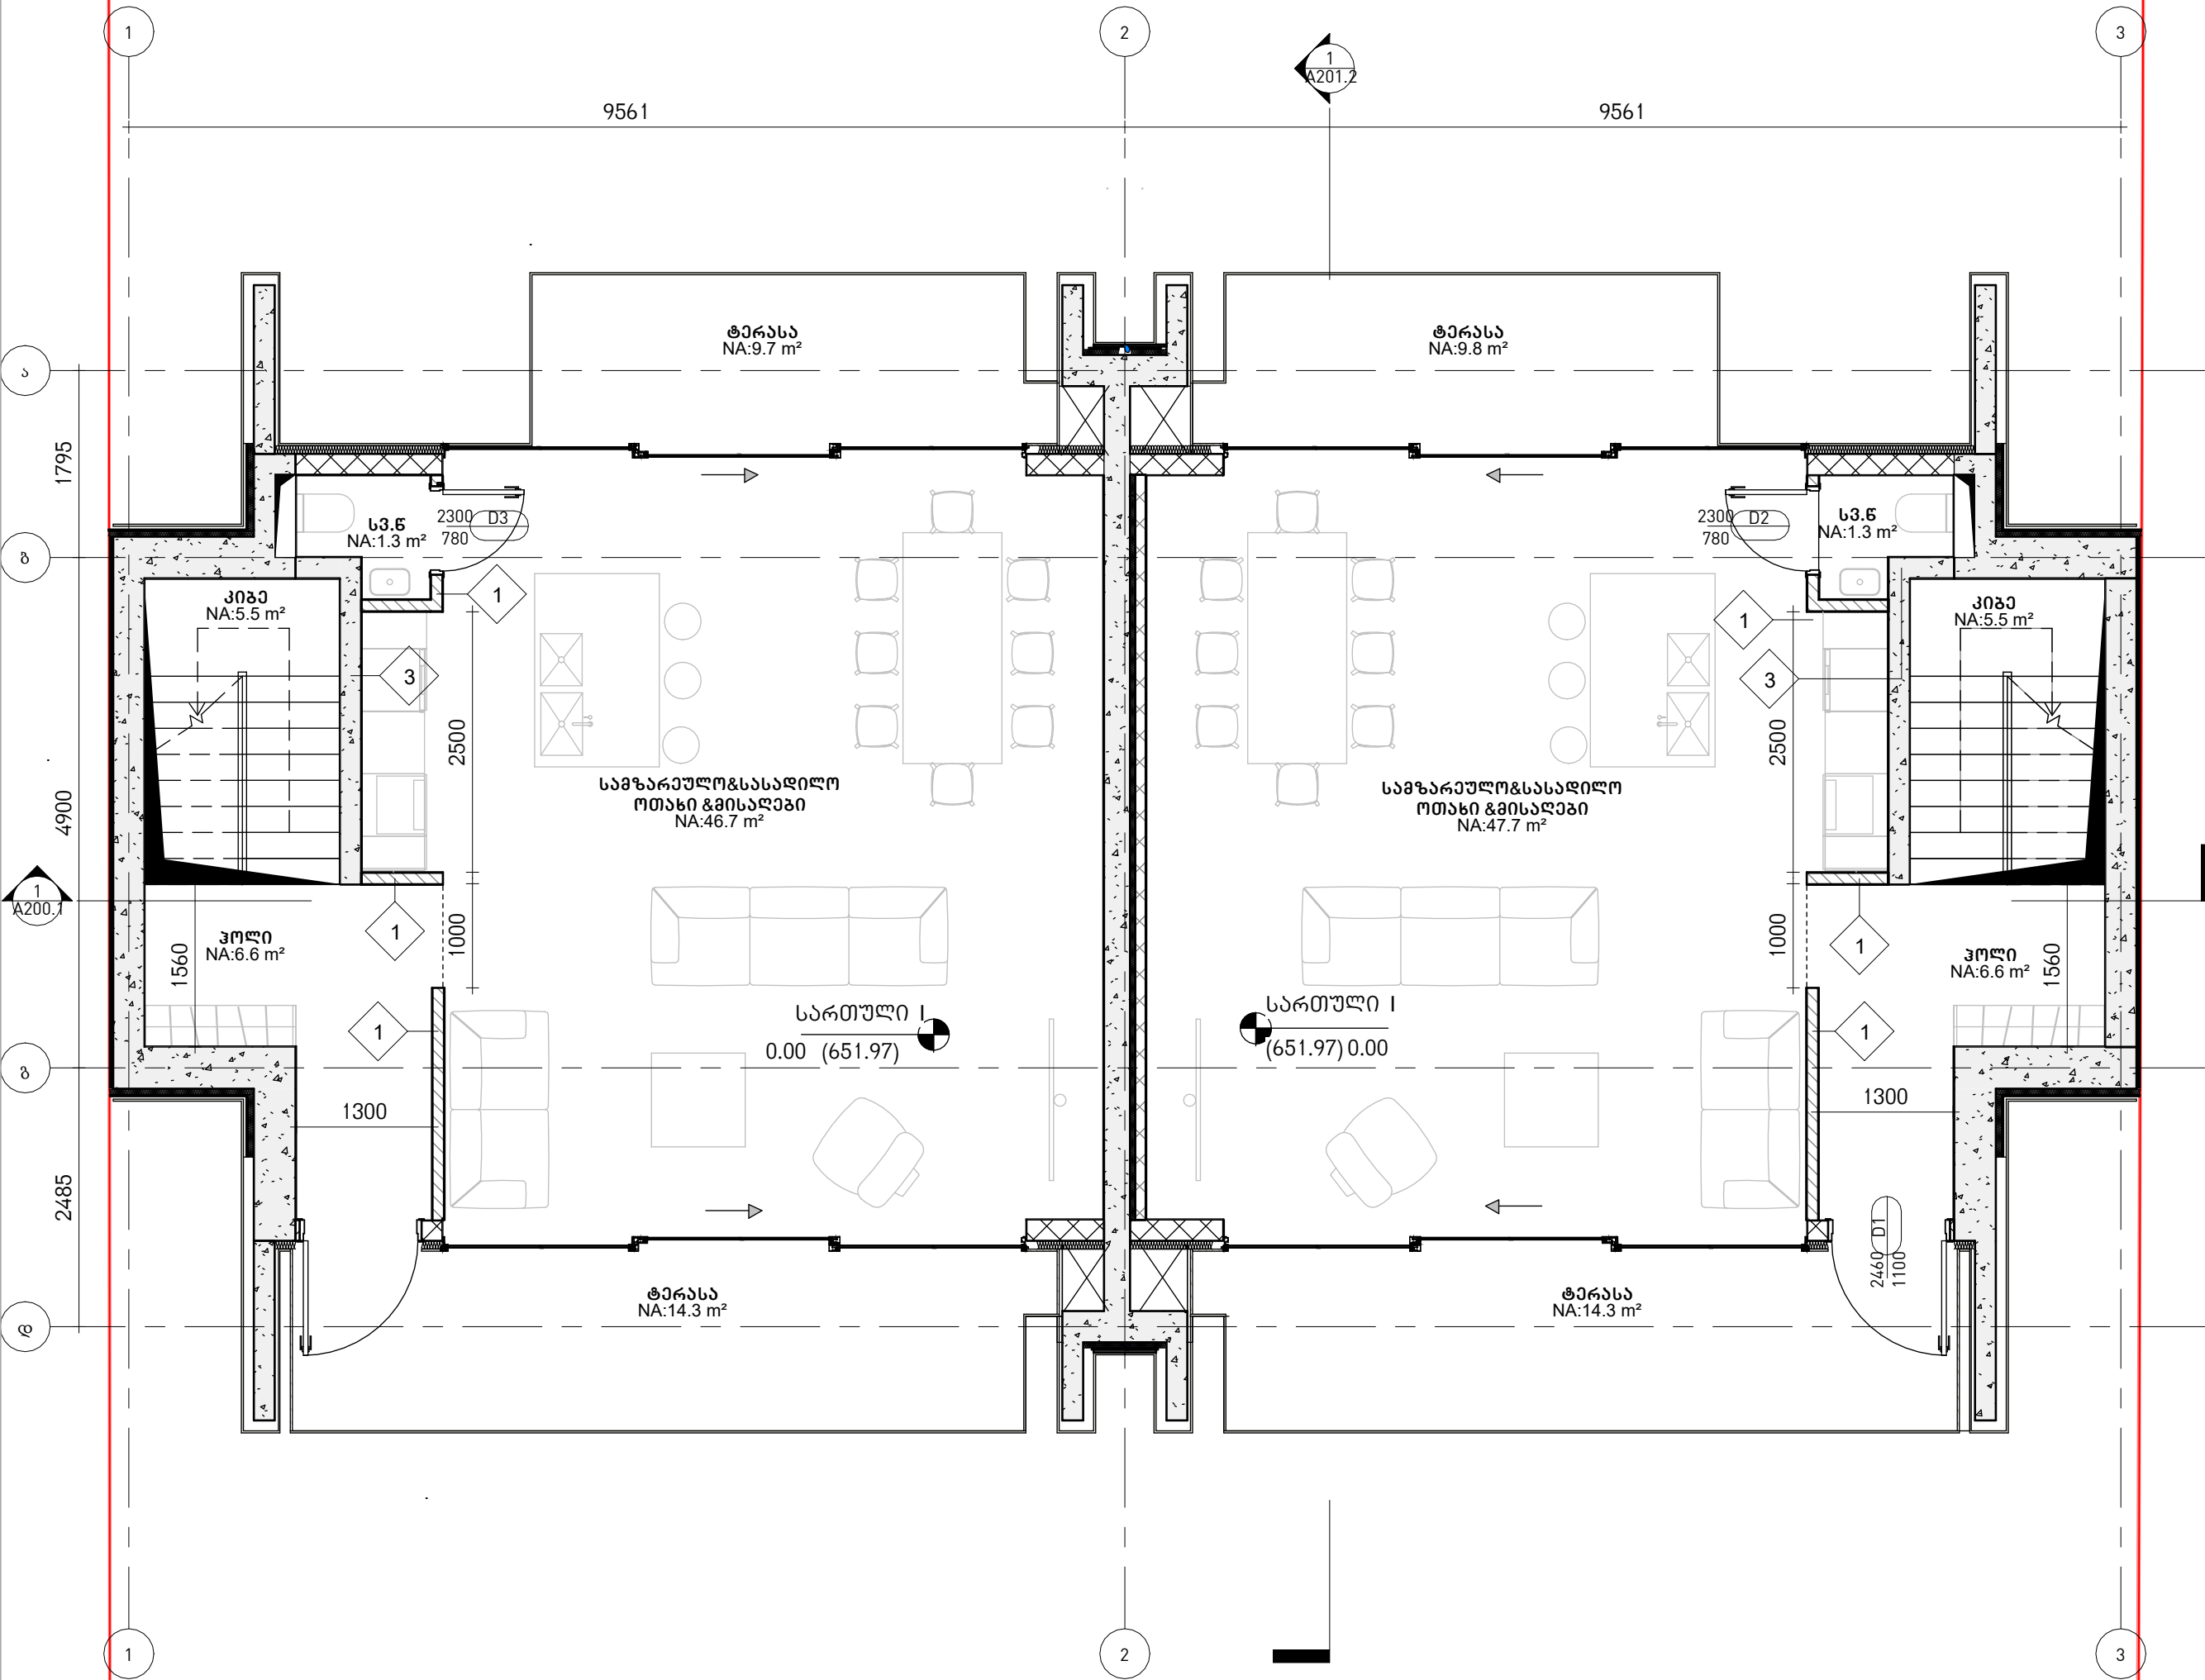 1
2
3
1
A201.2
9561
9561
ტერასა
NA:9.7 m²
ტერასა
NA:9.8 m²
ა
1795
სვ.წ
NA:1.3 m²
2300
780
D3
2300
780
D2
სვ.წ
NA:1.3 m²
ბ
კიბე
NA:5.5 m²
1
1
კიბე
NA:5.5 m²
3
3
2500
2500
სამზარეულო&სასადილო
ოთახი &მისაღები
NA:46.7 m²
სამზარეულო&სასადილო
ოთახი &მისაღები
NA:47.7 m²
4900
1
A200.1
ჰოლი
NA:6.6 m²
1560
1
1000
1000
1
ჰოლი
NA:6.6 m²
1560
სართული I
0.00 (651.97)
სართული I
(651.97) 0.00
1
1
გ
1300
1300
2485
2460
1100
D1
ტერასა
NA:14.3 m²
ტერასა
NA:14.3 m²
დ
1
2
3